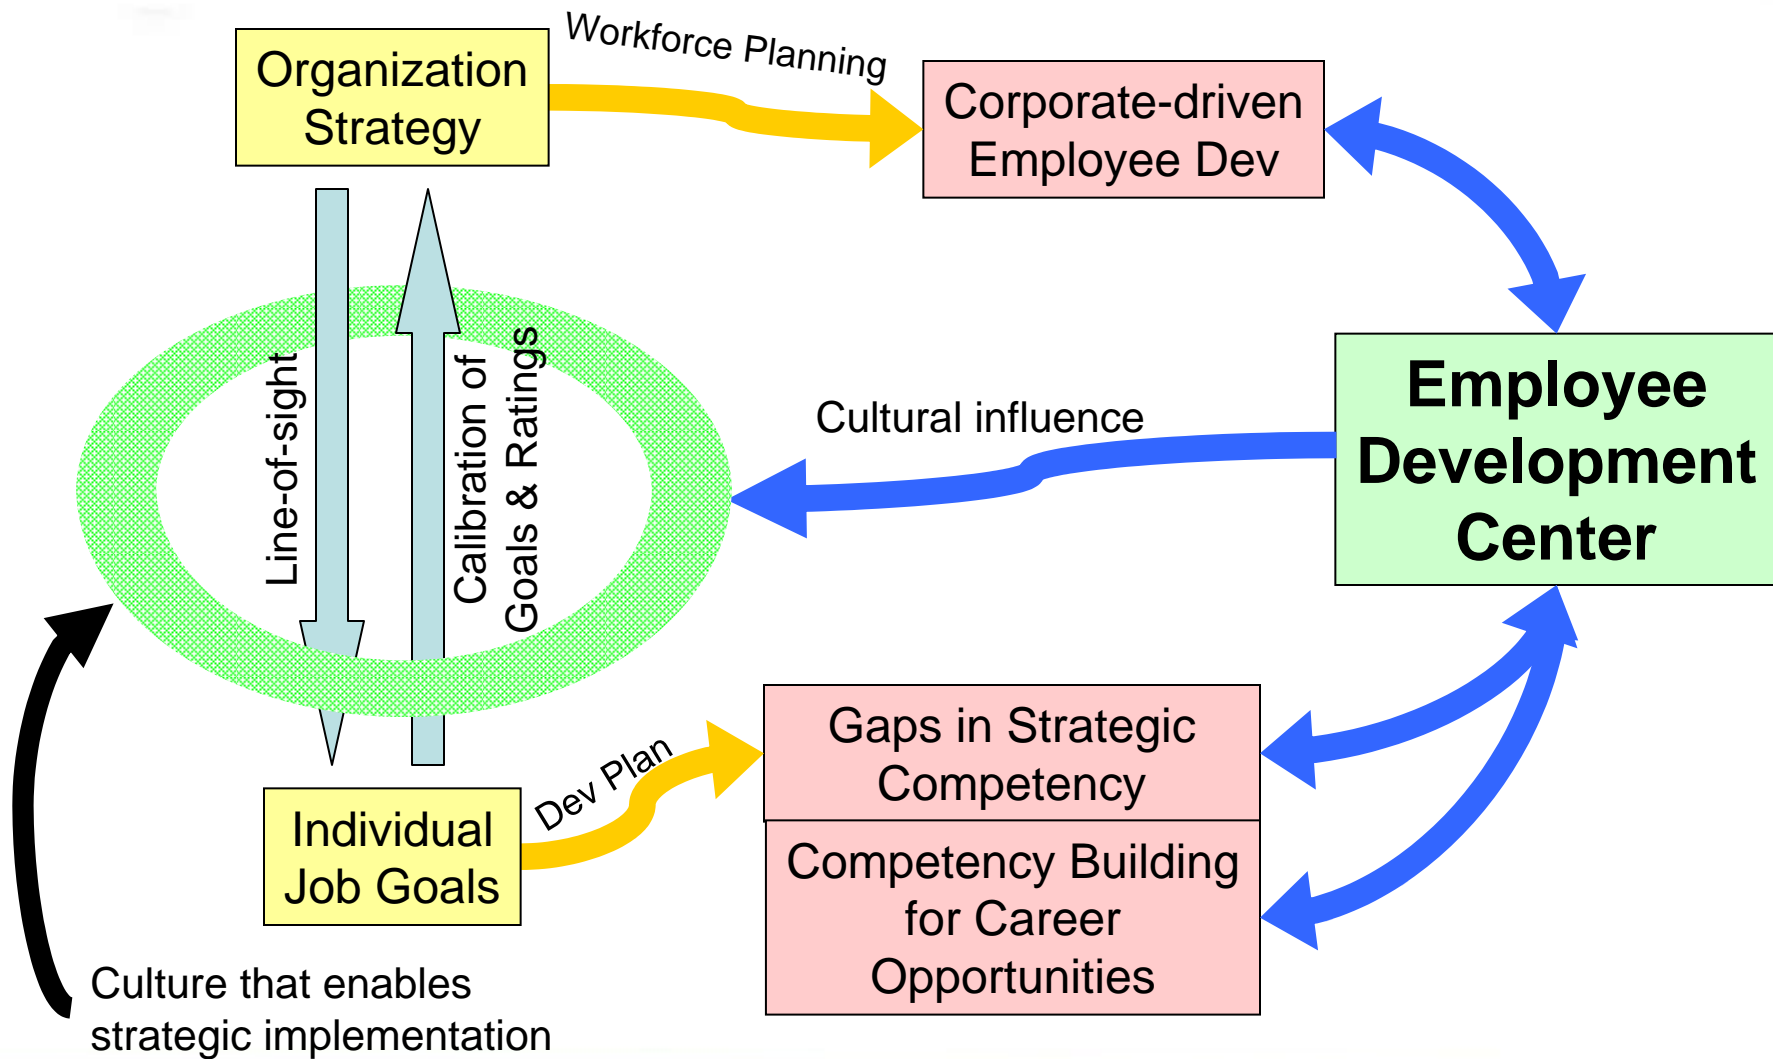 Organization
Strategy
Workforce Planning
Corporate-driven
Employee Dev
Line-of-sight
Calibration of
Goals & Ratings
Cultural influence
Employee
Development
Center
Dev Plan
Gaps in Strategic
Competency
Individual
Job Goals
Competency Building
for Career
Opportunities
Culture that enables
strategic implementation